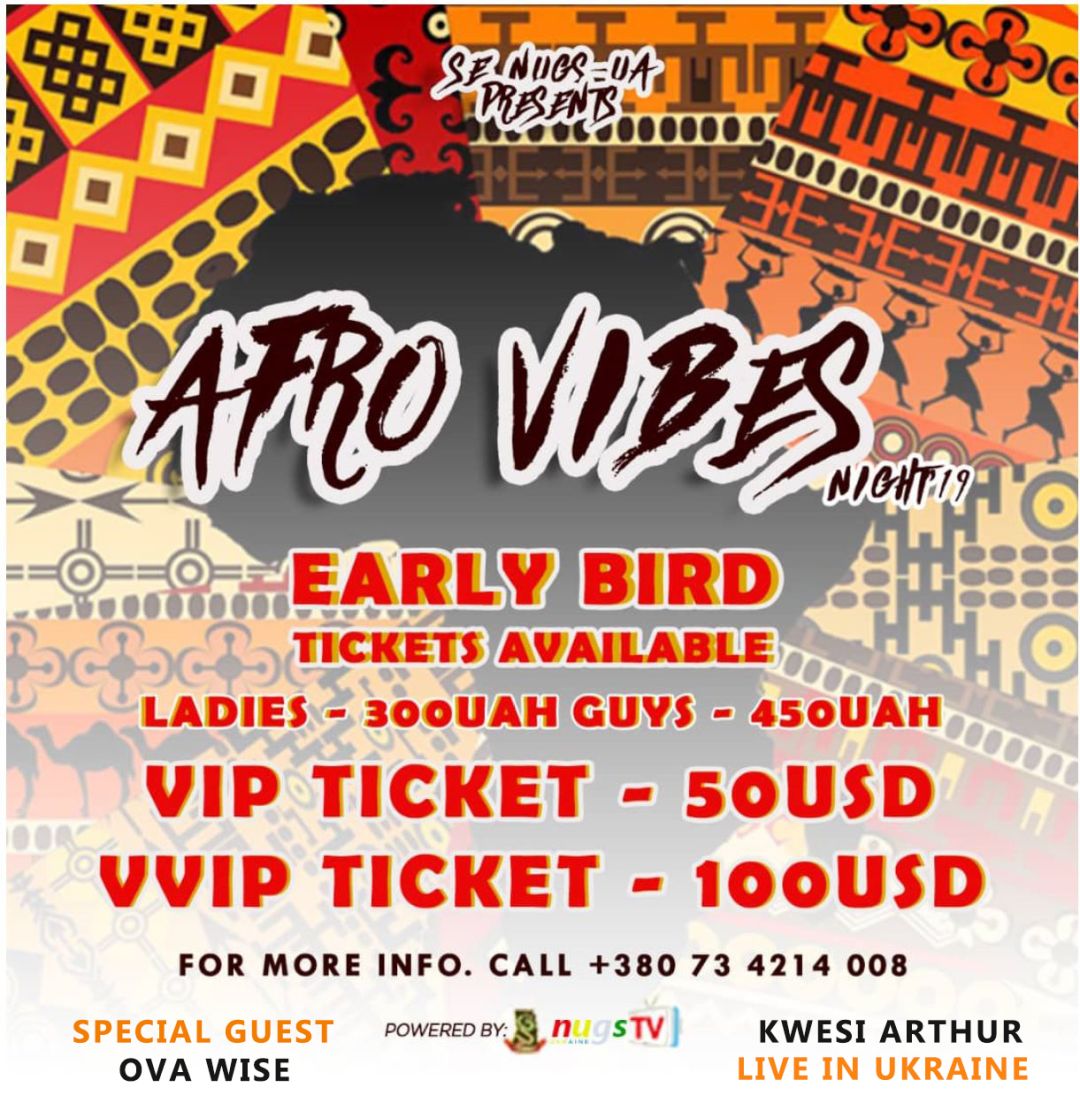 SE NUGS-UA
PRESENTS
AFRO VIBES
NIGHT19
EARLY BIRD
TICKETS AVAILABLE
LADIES - 300UAH GUYS - 450UAH
VIP TICKET - 50USD
VVIP TICKET - 100USD
FOR MORE INFO. CALL +380 73 4214 008
SPECIAL GUEST
OVA WISE
POWERED BY: nugsTV
UKRAINE
KWESI ARTHUR
LIVE IN UKRAINE